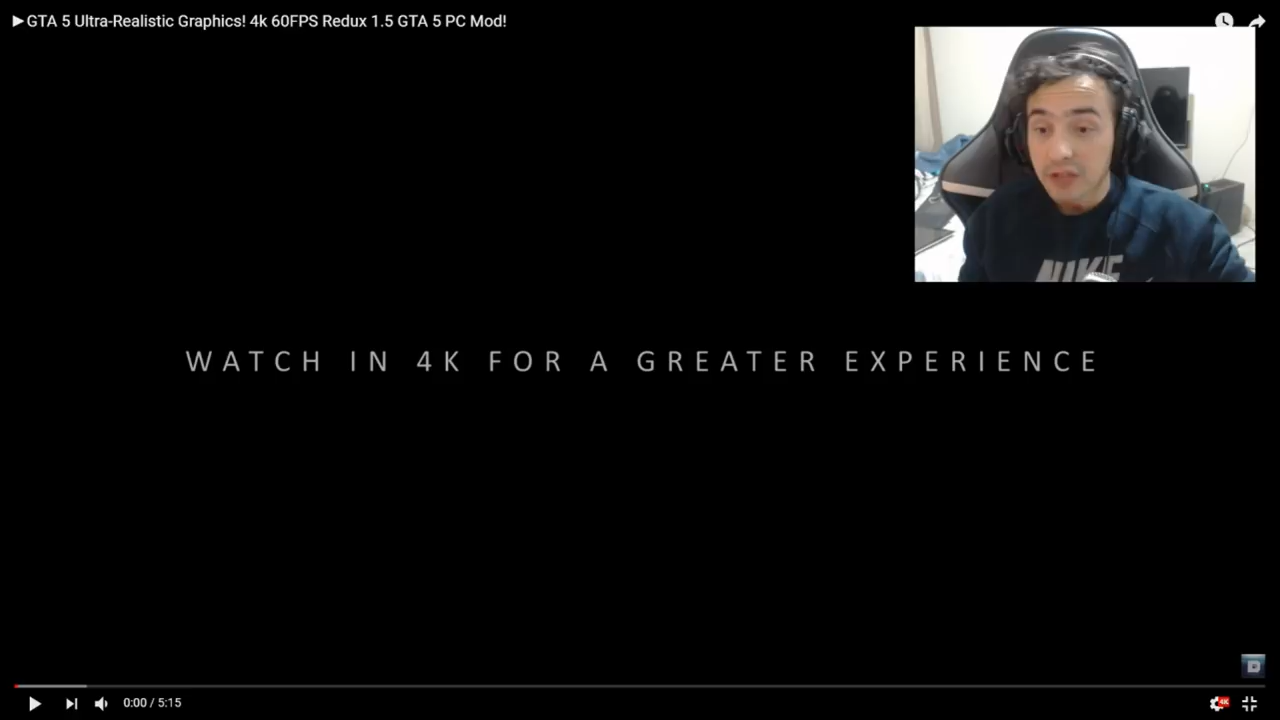 ►GTA 5 Ultra-Realistic Graphics! 4k 60FPS Redux 1.5 GTA 5 PC Mod!
NIKE
WATCH IN 4K FOR A GREATER EXPERIENCE
D
0:00 / 5:15
4K